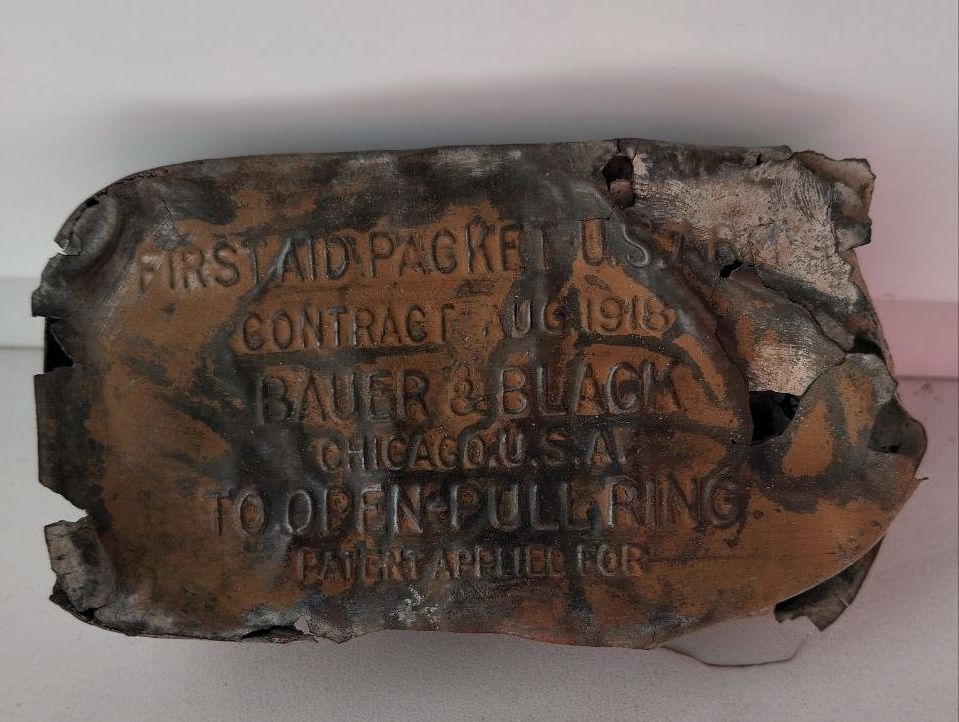 FIRST AID PACKET U.S. ARMY
CONTRACT AUG 1918
BAUER & BLACK
CHICAGO.U.S.A.
TO OPEN-PULL RING
PATENT APPLIED FOR